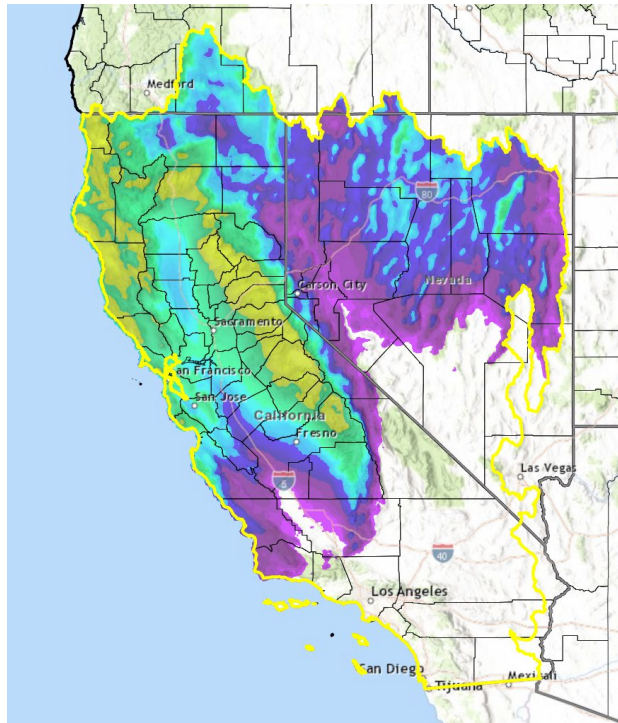 Medford
80
Carson City
Nevada
Sacramento
an Francisco
San Jose
California
Fresno
5
Las Vegas
40
Los Angeles
San Diego
Tijuana
Mexicali